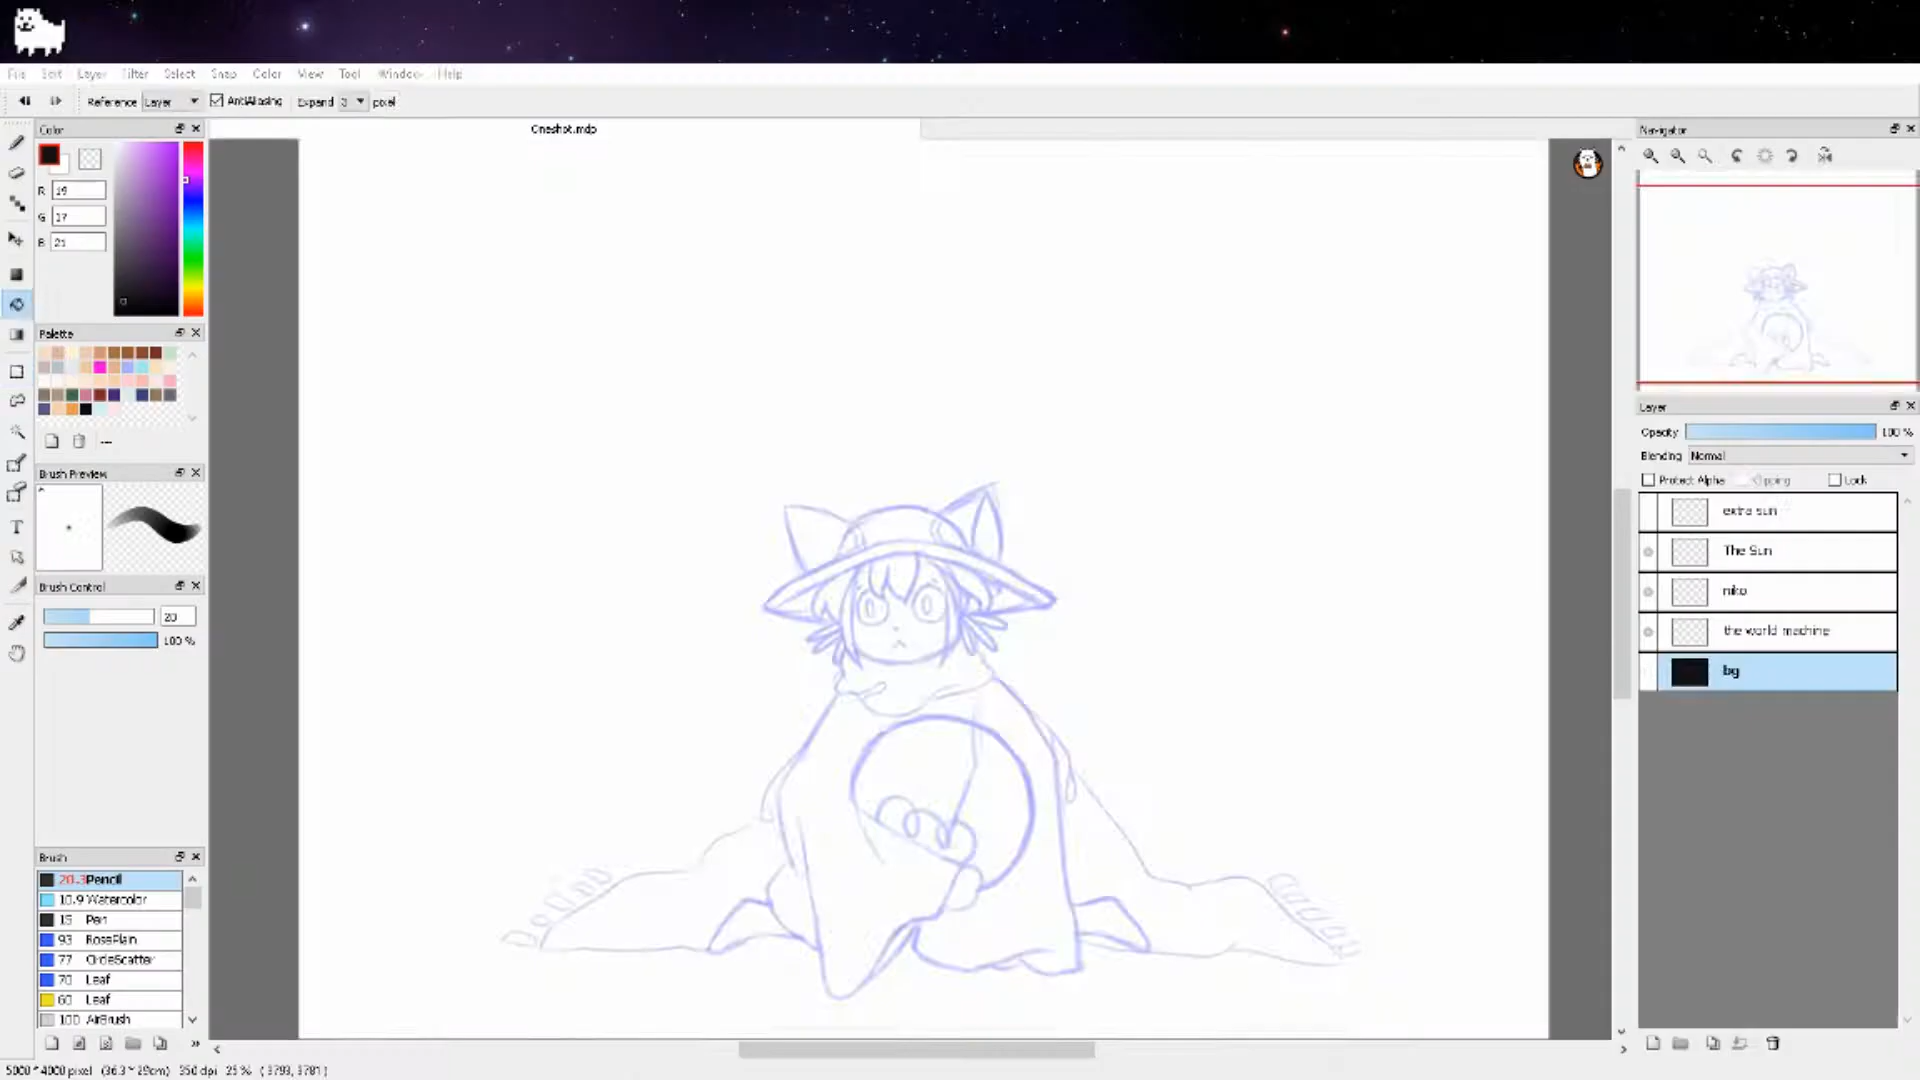 File Edit Layer Filter Select Snap Color View Tool Window Help
Reference Layer AntiAliasing Expand 3 pixel
Color
Oneshot.mdp
Navigator
R 19
G 17
B 21
Palette
---
Layer
Opacity 100 %
Blending Normal
Protect Alpha Clipping Lock
Brush Preview
extra sun
The Sun
T
niko
Brush Control
20
100 %
the world machine
bg
Brush
20.3 Pencil
10.9 Watercolor
15 Pen
93 RosePlain
77 CircleScatter
70 Leaf
60 Leaf
100 AirBrush
5000 * 4000 pixel (36.3 * 29cm) 350 dpi 25 % ( 3793, 3781 )